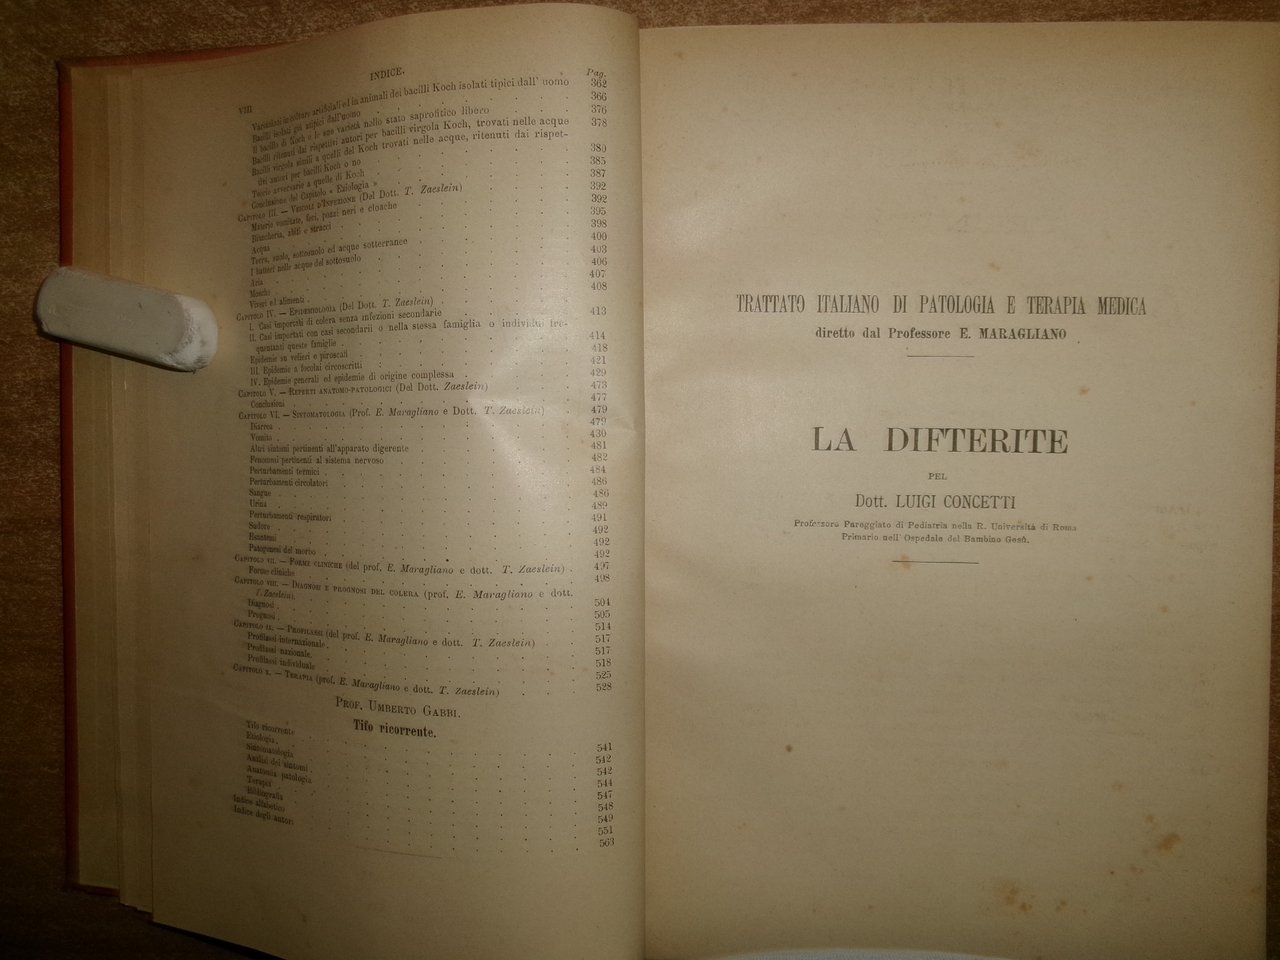 VIII
INDICE.
Pag.
Variazioni in colture artificiali ed in animali dei bacilli Koch isolati tipici dall' uomo 362
Bacilli isolati già atipici dall'uomo 366
Il bacillo di Koch e le sue varietà nello stato saprofitico libero 376
Bacilli ritenuti dai rispettivi autori per bacilli virgola Koch, trovati nelle acque 378
Bacilli virgola simili a quelli del Koch trovati nelle acque, ritenuti dai rispet-
tivi autori per bacilli Koch o no 380
Teorie avversarie a quelle di Koch 385
Conclusione del Capitolo « Etiologia » 387
CAPITOLO III. — VEICOLI D'INFEZIONE (Del Dott. T. Zaeslein) 392
Materie vomitate, feci, pozzi neri e cloache 392
Biancheria, abiti e stracci 395
Acqua 398
Terra, suolo, sottosuolo ed acque sotterranee 400
I batteri nelle acque del sottosuolo 403
Aria 406
Mosche 407
Viveri ed alimenti 408
CAPITOLO IV. — EPIDEMIOLOGIA (Del Dott. T. Zaeslein)
I. Casi importati di colera senza infezioni secondarie 413
II. Casi importati con casi secondarii o nella stessa famiglia o individui fre-
quentanti queste famiglie 414
Epidemie su velieri e piroscafi 418
III. Epidemie a focolai circoscritti 421
IV. Epidemie generali ed epidemie di origine complessa 429
CAPITOLO V. — REPERTI ANATOMO-PATOLOGICI (Del Dott. Zaeslein) 473
Conclusioni 477
CAPITOLO VI. — SINTOMATOLOGIA (Prof. E. Maragliano e Dott. T. Zaeslein) 479
Diarrea 479
Vomito 430
Altri sintomi pertinenti all'apparato digerente 481
Fenomeni pertinenti al sistema nervoso 482
Perturbamenti termici 484
Perturbamenti circolatori 486
Sangue 486
Urina 489
Perturbamenti respiratori 491
Sudore 492
Esantemi 492
Patogenesi del morbo 492
CAPITOLO VII. — FORME CLINICHE (del prof. E. Maragliano e dott. T. Zaeslein) 497
Forme cliniche 498
CAPITOLO VIII. — DIAGNOSI E PROGNOSI DEL COLERA (prof. E. Maragliano e dott.
T. Zaeslein)
Diagnosi 504
Prognosi 505
CAPITOLO IX. — PROFILASSI (del prof. E. Maragliano e dott. T. Zaeslein) 514
Profilassi internazionale 517
Profilassi nazionale 517
Profilassi individuale 518
CAPITOLO X. — TERAPIA (prof. E. Maragliano e dott. T. Zaeslein) 525
528
PROF. UMBERTO GABBI.
Tifo ricorrente.
Tifo ricorrente 541
Etiologia 542
Sintomatologia 542
Analisi dei sintomi 544
Anatomia patologia 547
Terapia 548
Bibliografia 549
Indice alfabetico 551
Indice degli autori 563
TRATTATO ITALIANO DI PATOLOGIA E TERAPIA MEDICA
diretto dal Professore E. MARAGLIANO
LA DIFTERITE
PEL
Dott. LUIGI CONCETTI
Professore Pareggiato di Pediatria nella R. Università di Roma
Primario nell' Ospedale del Bambino Gesù.